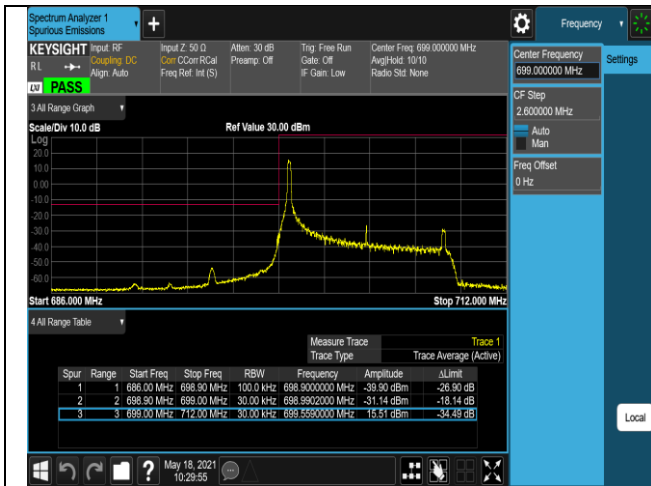 Spectrum Analyzer 1
Spurious Emissions
Frequency
KEYSIGHT
RL
Input: RF
Coupling: DC
Align: Auto
Input Z: 50 Ω
Corr CCorr RCal
Freq Ref: Int (S)
Atten: 30 dB
Preamp: Off
Trig: Free Run
Gate: Off
IF Gain: Low
Center Freq: 699.000000 MHz
Avg|Hold: 10/10
Radio Std: None
LXI PASS
Center Frequency
699.000000 MHz
Settings
CF Step
2.600000 MHz
Auto
Man
Freq Offset
0 Hz
3 All Range Graph
Scale/Div 10.0 dB
Ref Value 30.00 dBm
Log
20.0
10.0
0.00
-10.0
-20.0
-30.0
-40.0
-50.0
-60.0
Start 686.000 MHz
Stop 712.000 MHz
4 All Range Table
Measure Trace Trace 1
Trace Type Trace Average (Active)
Spur Range Start Freq Stop Freq RBW Frequency Amplitude ΔLimit
1 1 686.00 MHz 698.90 MHz 100.0 kHz 698.9000000 MHz -39.90 dBm -26.90 dB
2 2 698.90 MHz 699.00 MHz 30.00 kHz 698.9902000 MHz -31.14 dBm -18.14 dB
3 3 699.00 MHz 712.00 MHz 30.00 kHz 699.5590000 MHz 15.51 dBm -34.49 dB
Local
May 18, 2021
10:29:55